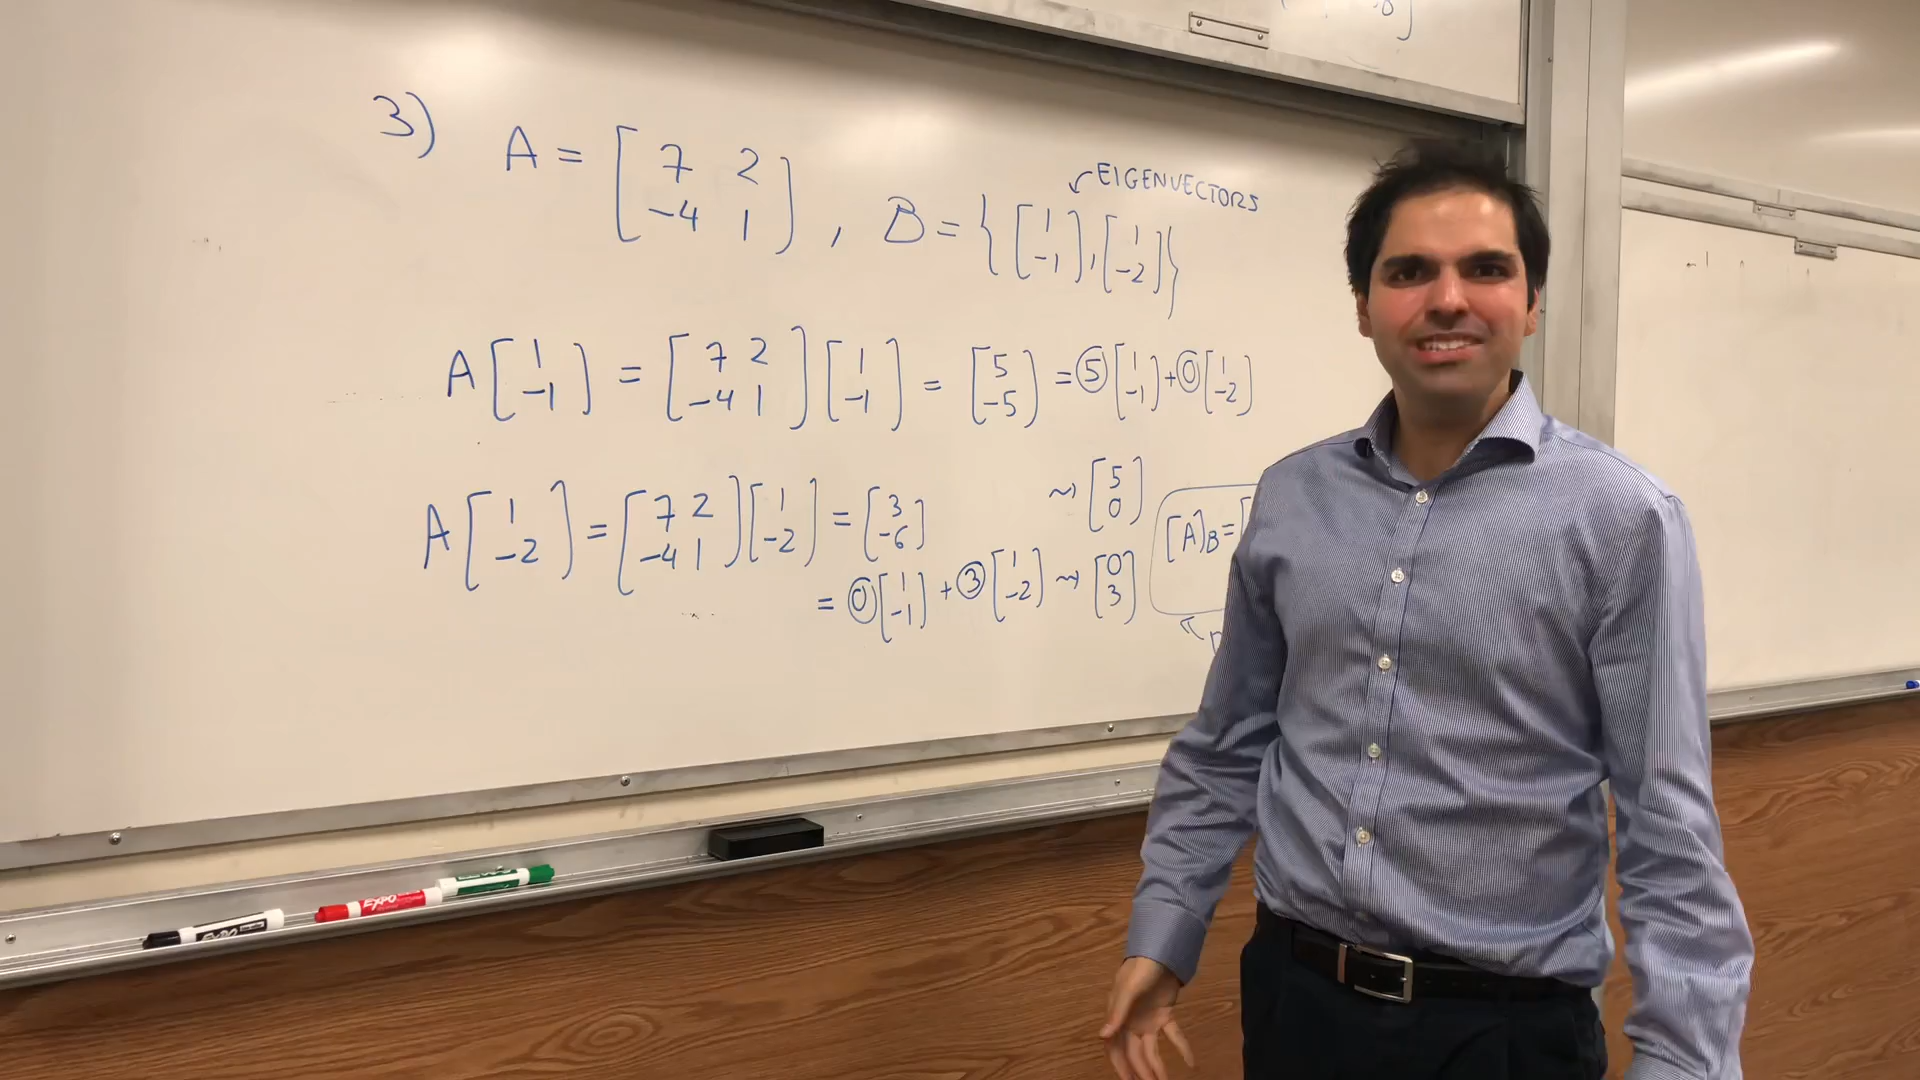 3) A = [7 2; -4 1], B = {[1; -1], [1; -2]}
EIGENVECTORS
A[1; -1] = [7 2; -4 1][1; -1] = [5; -5] = 5[1; -1] + 0[1; -2]
⇝ [5; 0]
A[1; -2] = [7 2; -4 1][1; -2] = [3; -6]
= 0[1; -1] + 3[1; -2] ⇝ [0; 3]
[A]B = [
EXPO
EXPO